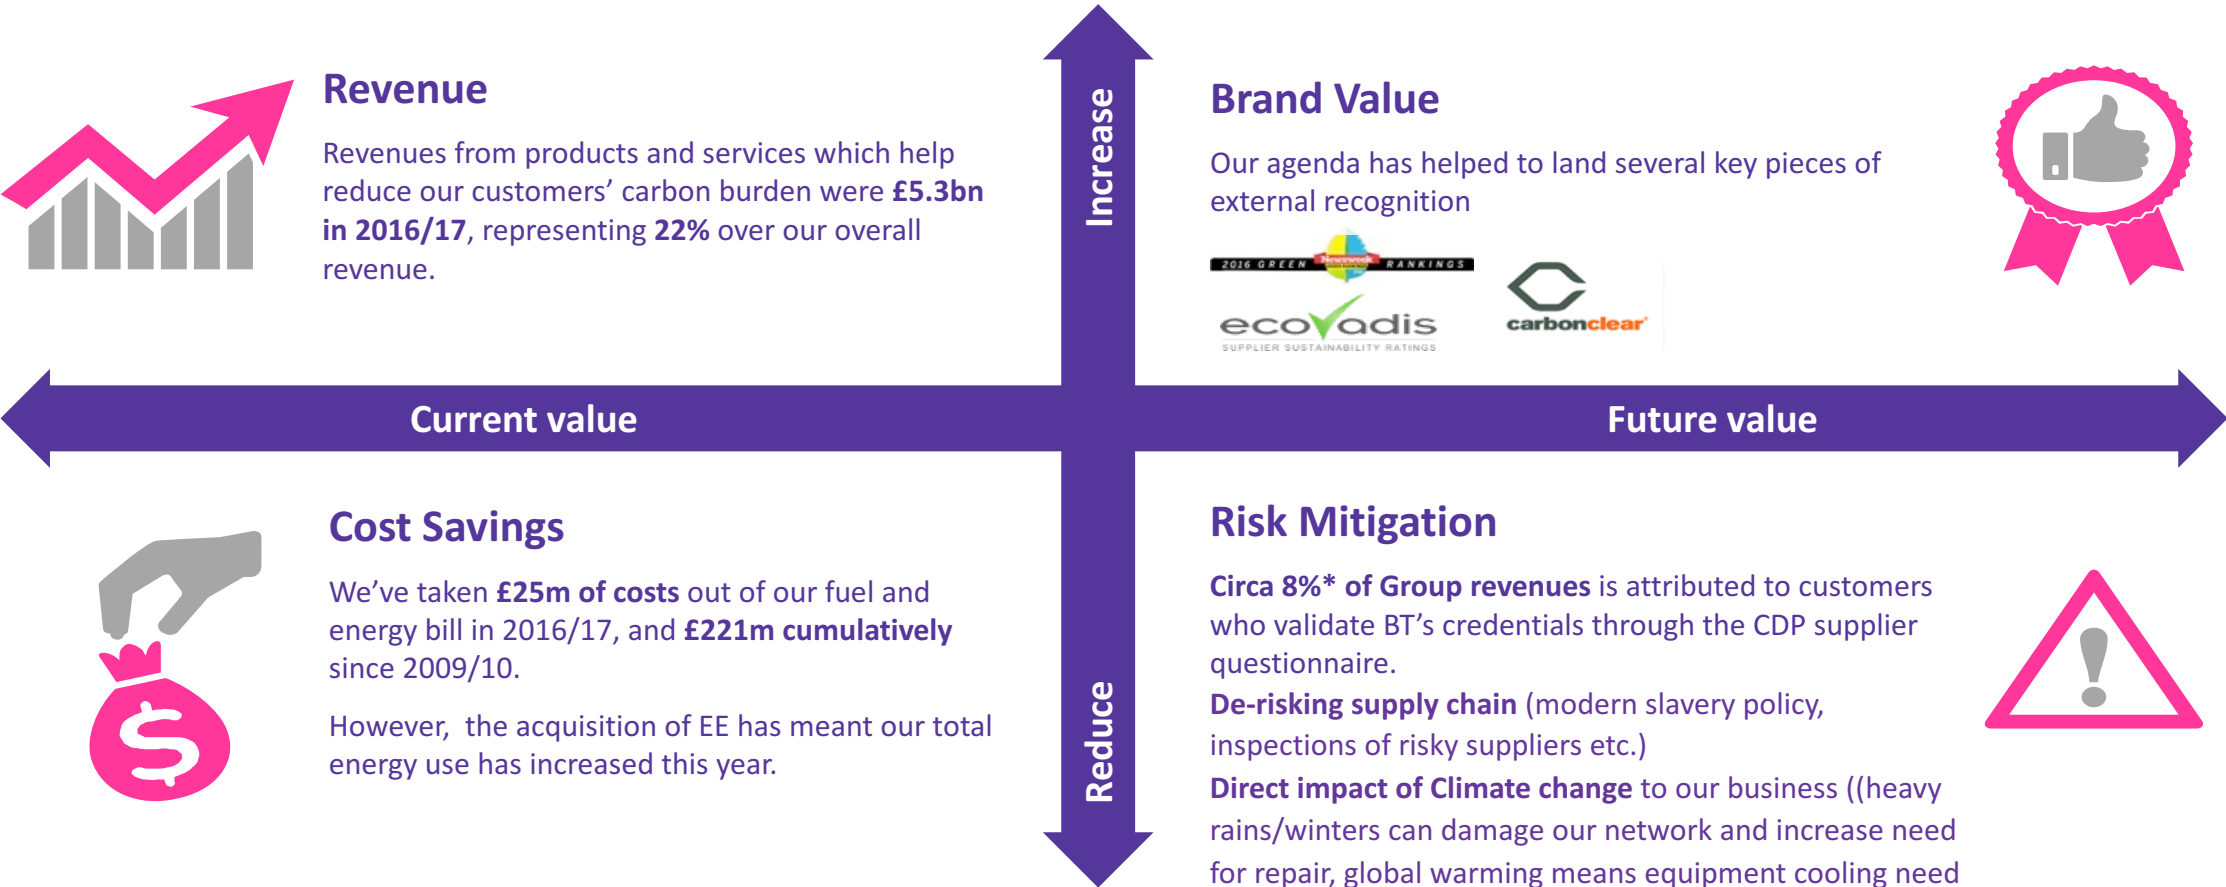 Revenue
Revenues from products and services which help
reduce our customers’ carbon burden were £5.3bn
in 2016/17, representing 22% over our overall
revenue.
Increase
Brand Value
Our agenda has helped to land several key pieces of
external recognition
2016 GREEN Newsweek RANKINGS
ecovadis
SUPPLIER SUSTAINABILITY RATINGS
carbonclear
Current value
Future value
Cost Savings
We’ve taken £25m of costs out of our fuel and
energy bill in 2016/17, and £221m cumulatively
since 2009/10.
However, the acquisition of EE has meant our total
energy use has increased this year.
Reduce
Risk Mitigation
Circa 8%* of Group revenues is attributed to customers
who validate BT’s credentials through the CDP supplier
questionnaire.
De-risking supply chain (modern slavery policy,
inspections of risky suppliers etc.)
Direct impact of Climate change to our business ((heavy
rains/winters can damage our network and increase need
for repair, global warming means equipment cooling need